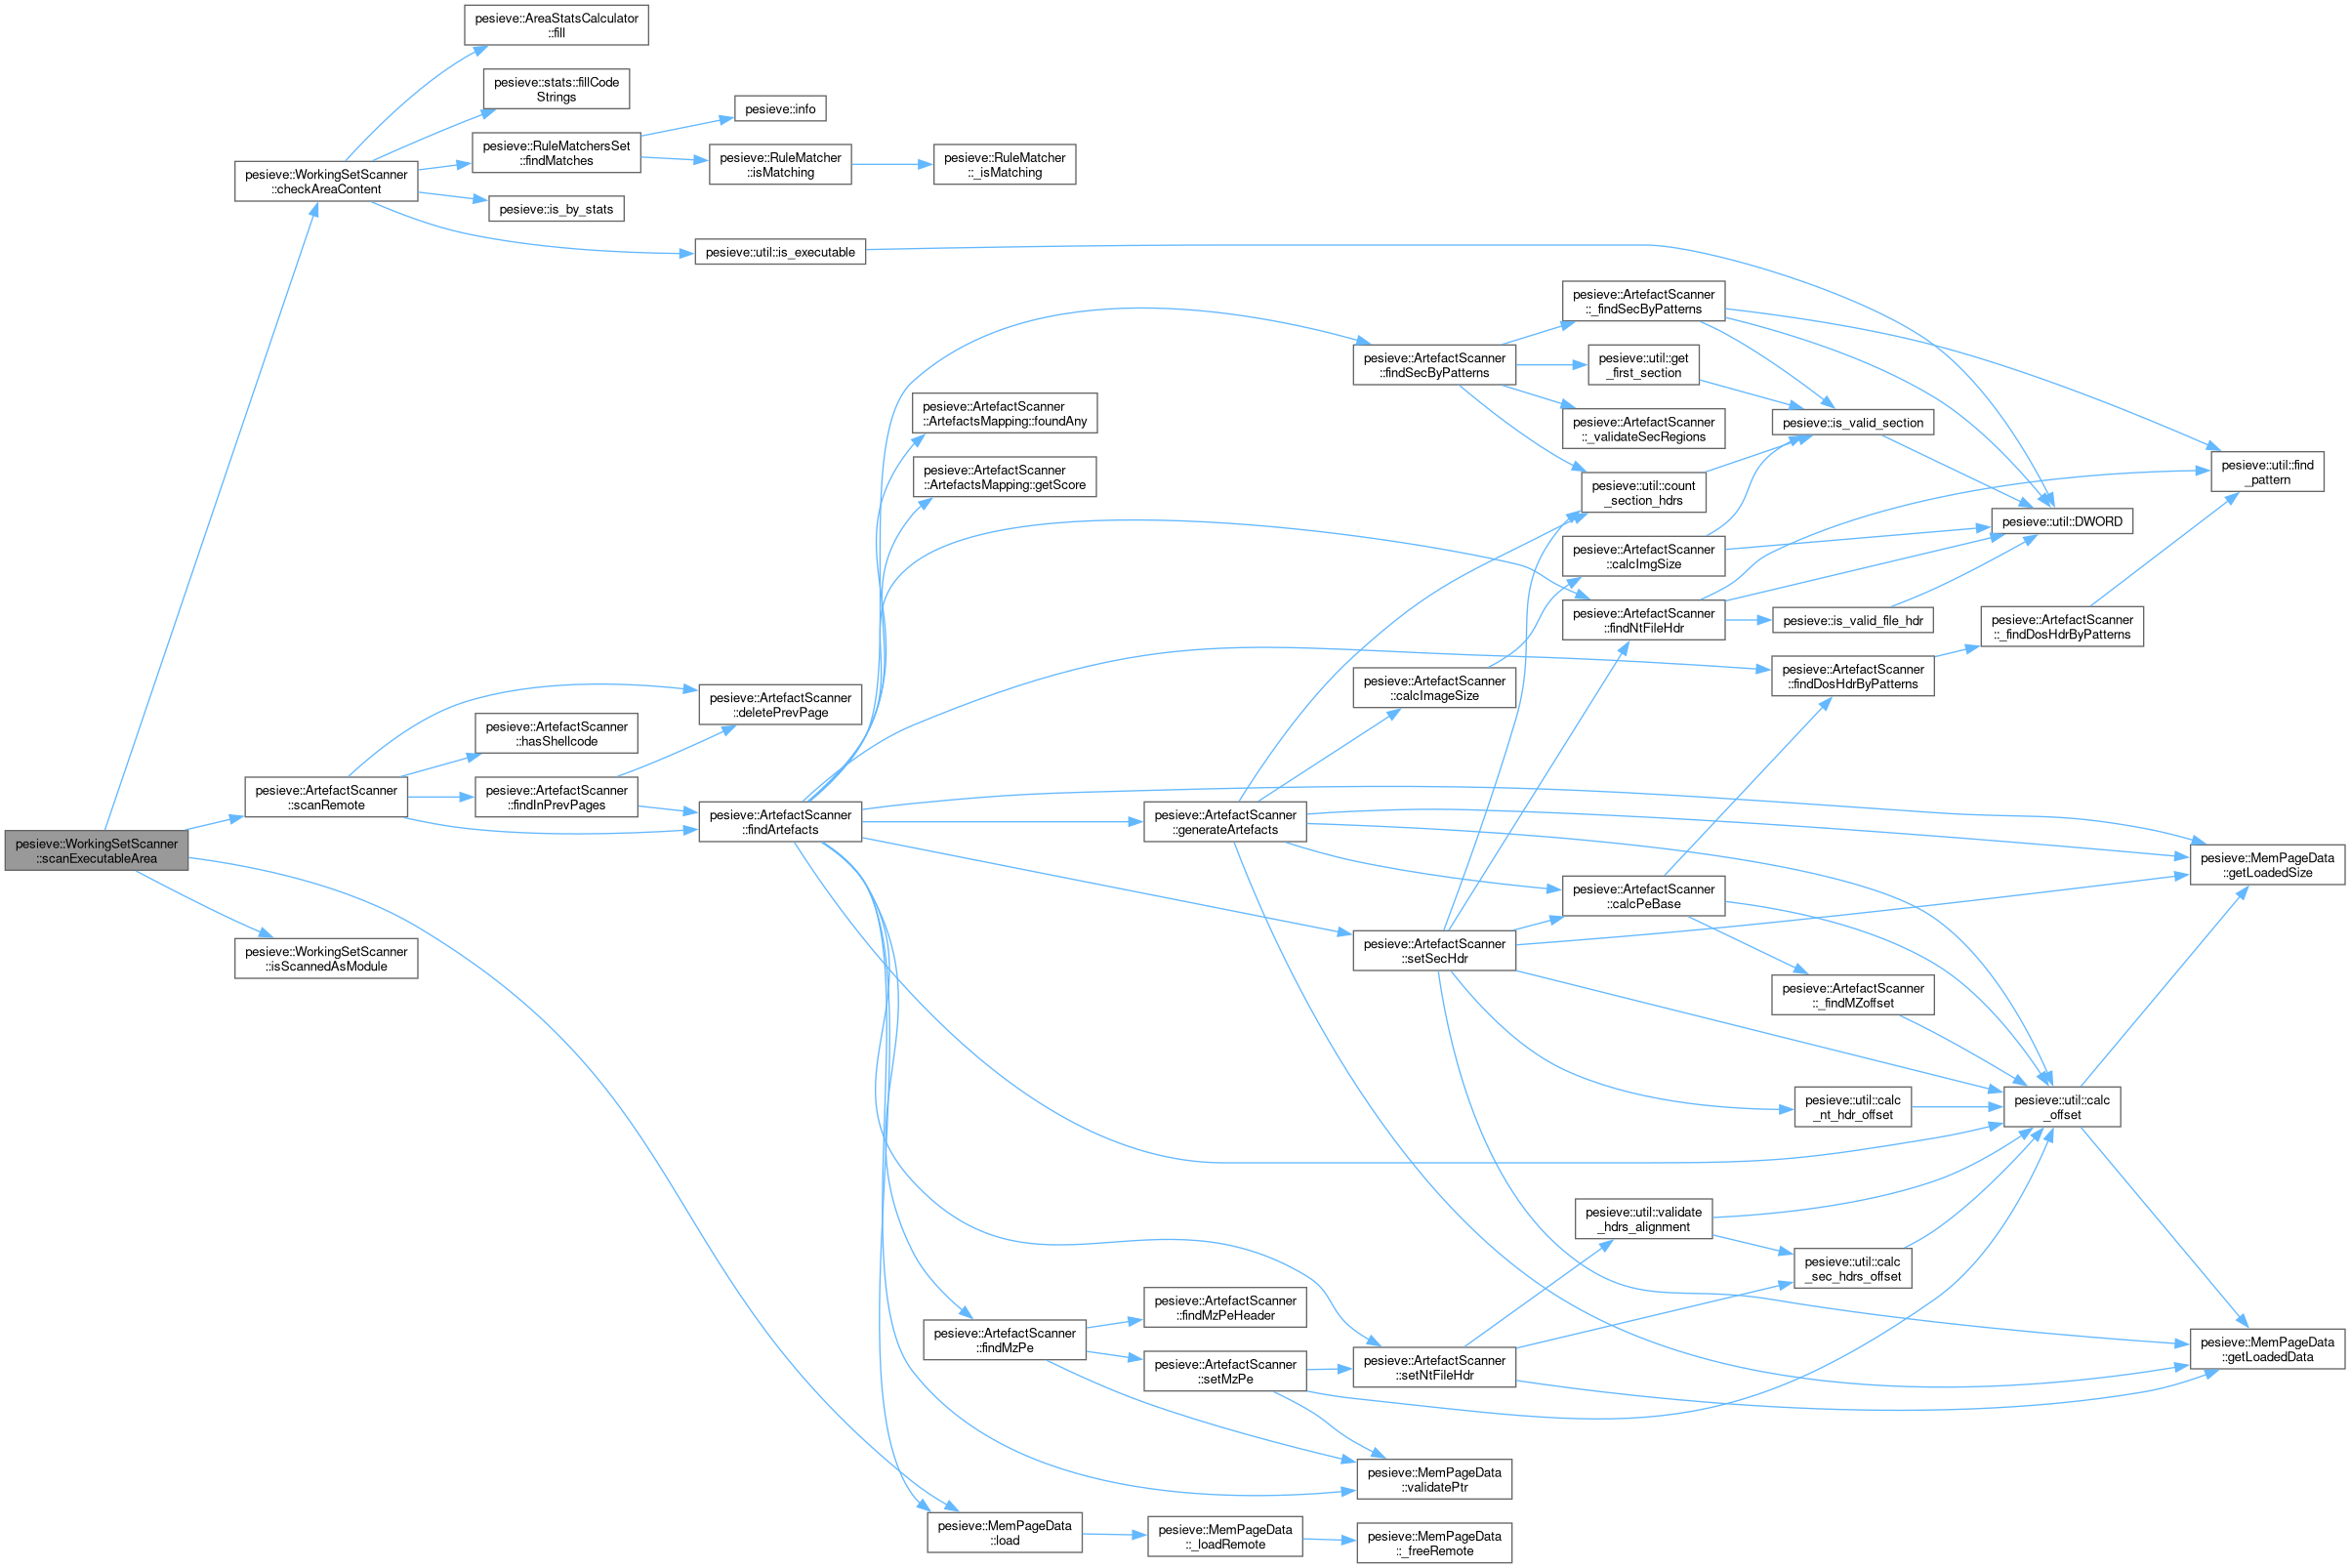 pesieve::AreaStatsCalculator
::fill
pesieve::stats::fillCode
Strings
pesieve::info
pesieve::RuleMatchersSet
::findMatches
pesieve::RuleMatcher
::isMatching
pesieve::RuleMatcher
::_isMatching
pesieve::WorkingSetScanner
::checkAreaContent
pesieve::is_by_stats
pesieve::util::is_executable
pesieve::ArtefactScanner
::_findSecByPatterns
pesieve::ArtefactScanner
::findSecByPatterns
pesieve::util::get
_first_section
pesieve::ArtefactScanner
::ArtefactsMapping::foundAny
pesieve::ArtefactScanner
::_validateSecRegions
pesieve::is_valid_section
pesieve::ArtefactScanner
::ArtefactsMapping::getScore
pesieve::util::find
_pattern
pesieve::util::count
_section_hdrs
pesieve::util::DWORD
pesieve::ArtefactScanner
::calcImgSize
pesieve::ArtefactScanner
::findNtFileHdr
pesieve::is_valid_file_hdr
pesieve::ArtefactScanner
::_findDosHdrByPatterns
pesieve::ArtefactScanner
::calcImageSize
pesieve::ArtefactScanner
::findDosHdrByPatterns
pesieve::ArtefactScanner
::deletePrevPage
pesieve::ArtefactScanner
::hasShellcode
pesieve::ArtefactScanner
::scanRemote
pesieve::ArtefactScanner
::findInPrevPages
pesieve::ArtefactScanner
::findArtefacts
pesieve::ArtefactScanner
::generateArtefacts
pesieve::WorkingSetScanner
::scanExecutableArea
pesieve::MemPageData
::getLoadedSize
pesieve::ArtefactScanner
::calcPeBase
pesieve::ArtefactScanner
::setSecHdr
pesieve::WorkingSetScanner
::isScannedAsModule
pesieve::ArtefactScanner
::_findMZoffset
pesieve::util::calc
_nt_hdr_offset
pesieve::util::calc
_offset
pesieve::util::validate
_hdrs_alignment
pesieve::util::calc
_sec_hdrs_offset
pesieve::ArtefactScanner
::findMzPeHeader
pesieve::ArtefactScanner
::findMzPe
pesieve::ArtefactScanner
::setMzPe
pesieve::ArtefactScanner
::setNtFileHdr
pesieve::MemPageData
::getLoadedData
pesieve::MemPageData
::validatePtr
pesieve::MemPageData
::load
pesieve::MemPageData
::_loadRemote
pesieve::MemPageData
::_freeRemote